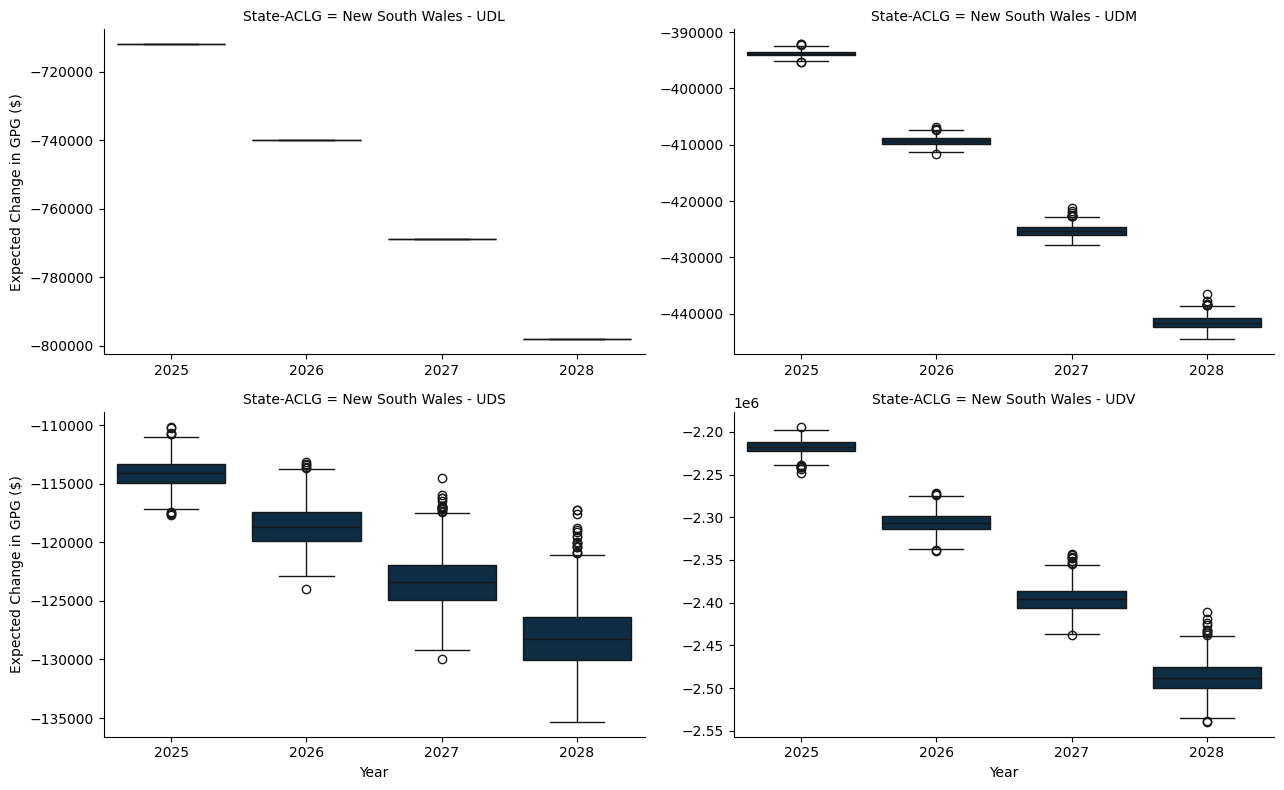 State-ACLG = New South Wales - UDL
Expected Change in GPG ($)
−720000
−740000
−760000
−780000
−800000
2025 2026 2027 2028
State-ACLG = New South Wales - UDM
−390000
−400000
−410000
−420000
−430000
−440000
2025 2026 2027 2028
State-ACLG = New South Wales - UDS
Expected Change in GPG ($)
−110000
−115000
−120000
−125000
−130000
−135000
2025 2026 2027 2028
Year
State-ACLG = New South Wales - UDV
1e6
−2.20
−2.25
−2.30
−2.35
−2.40
−2.45
−2.50
−2.55
2025 2026 2027 2028
Year